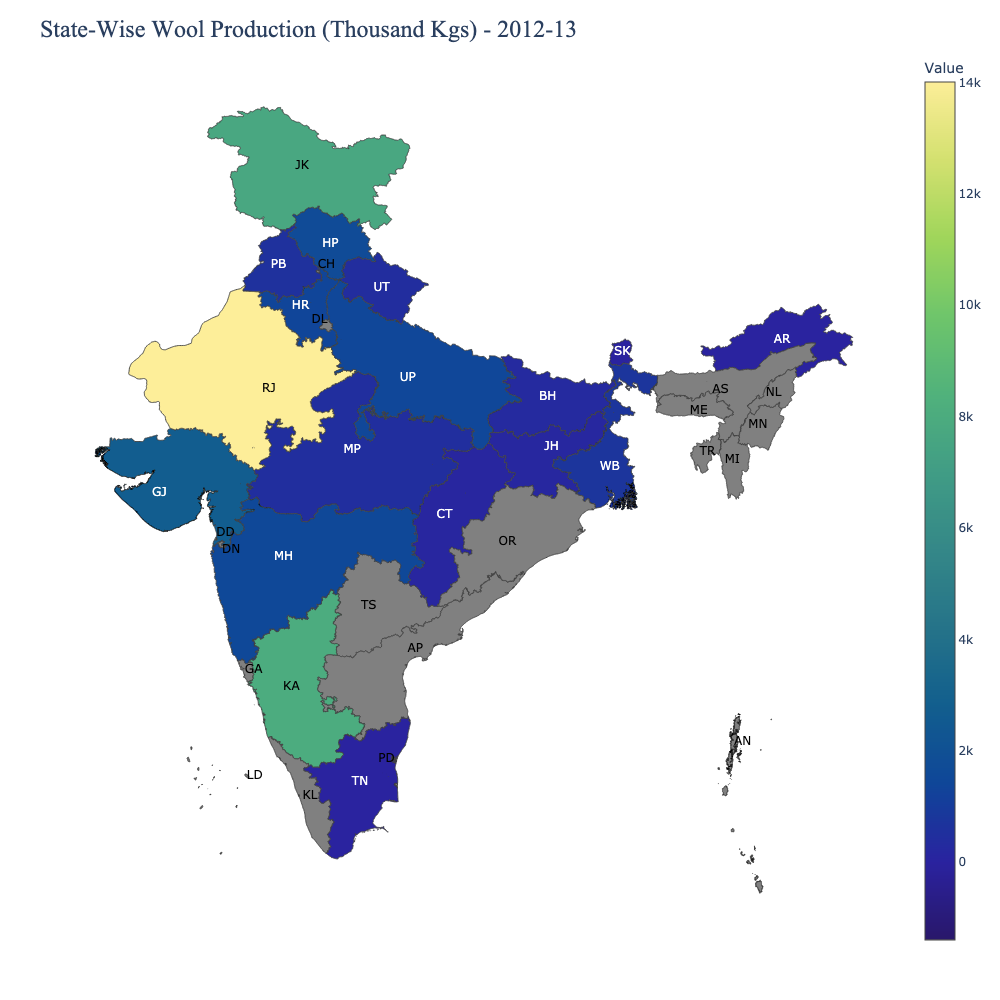 State-Wise Wool Production (Thousand Kgs) - 2012-13
Value
14k
12k
10k
8k
6k
4k
2k
0
JK
HP
PB
CH
UT
HR
DL
RJ
UP
SK
AR
AS
NL
ME
MN
TR
MI
BH
JH
WB
MP
GJ
CT
OR
DD
DN
MH
TS
AP
GA
KA
PD
TN
LD
KL
AN